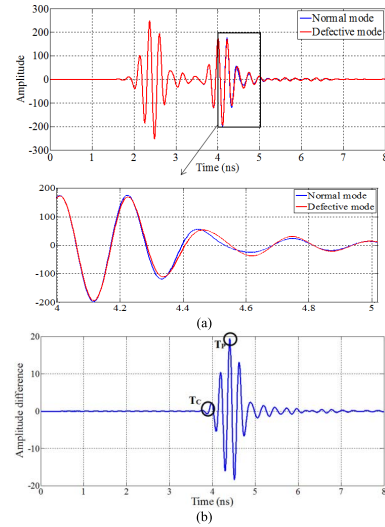 300
200
100
0
-100
-200
-300
Amplitude
Normal mode
Defective mode
0 1 2 3 4 5 6 7 8
Time (ns)
200
100
0
-100
-200
Normal mode
Defective mode
4 4.2 4.4 4.6 4.8 5
(a)
20
10
0
-10
-20
Amplitude difference
TC
TP
0 1 2 3 4 5 6 7 8
Time (ns)
(b)